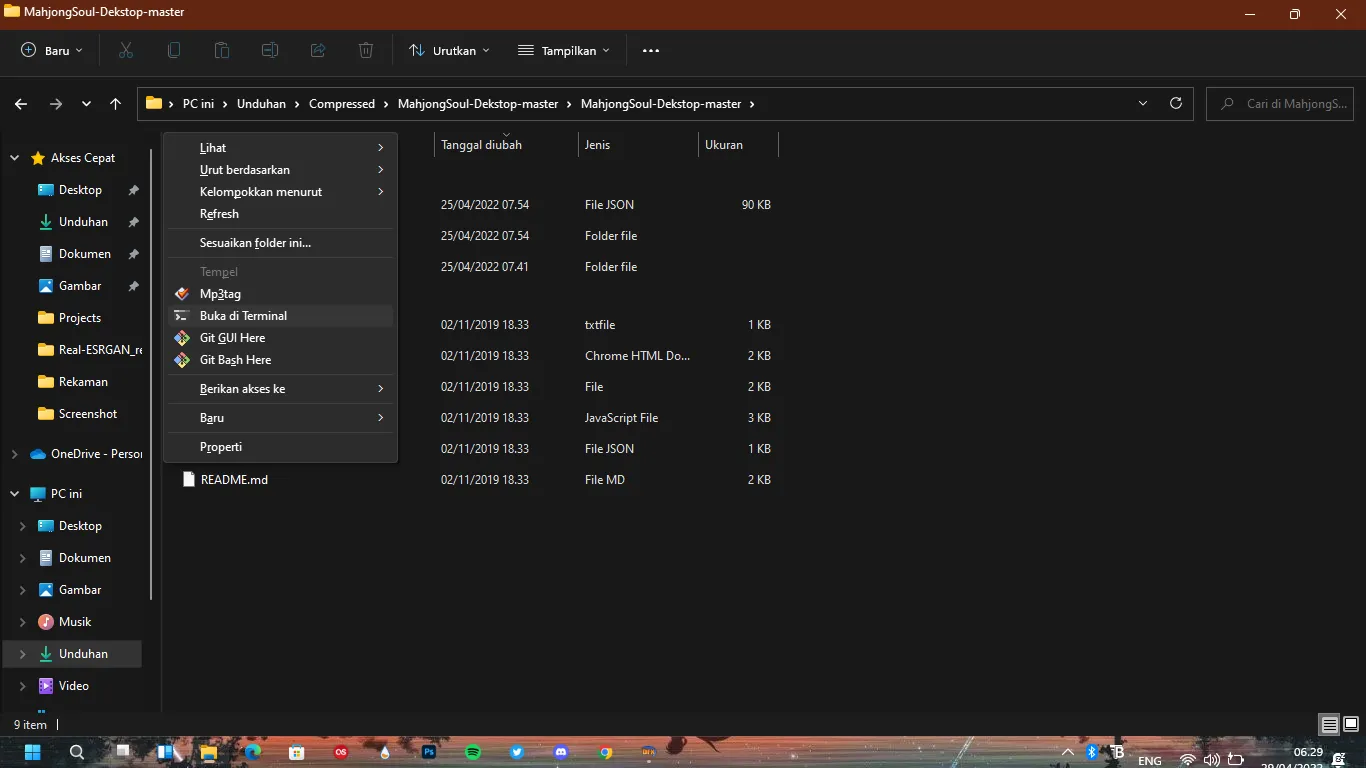 MahjongSoul-Dekstop-master
Baru
Urutkan
Tampilkan
PC ini
Unduhan
Compressed
MahjongSoul-Dekstop-master
MahjongSoul-Dekstop-master
Cari di MahjongS...
Akses Cepat
Desktop
Unduhan
Dokumen
Gambar
Projects
Real-ESRGAN_re
Rekaman
Screenshot
OneDrive - Person
PC ini
Desktop
Dokumen
Gambar
Musik
Unduhan
Video
Lihat
Urut berdasarkan
Kelompokkan menurut
Refresh
Sesuaikan folder ini...
Tempel
Mp3tag
Buka di Terminal
Git GUI Here
Git Bash Here
Berikan akses ke
Baru
Properti
Tanggal diubah Jenis Ukuran
25/04/2022 07.54 File JSON 90 KB
25/04/2022 07.54 Folder file
25/04/2022 07.41 Folder file
02/11/2019 18.33 txtfile 1 KB
02/11/2019 18.33 Chrome HTML Do... 2 KB
02/11/2019 18.33 File 2 KB
02/11/2019 18.33 JavaScript File 3 KB
02/11/2019 18.33 File JSON 1 KB
README.md 02/11/2019 18.33 File MD 2 KB
9 item
Ps
ENG
06.29
29/04/2022